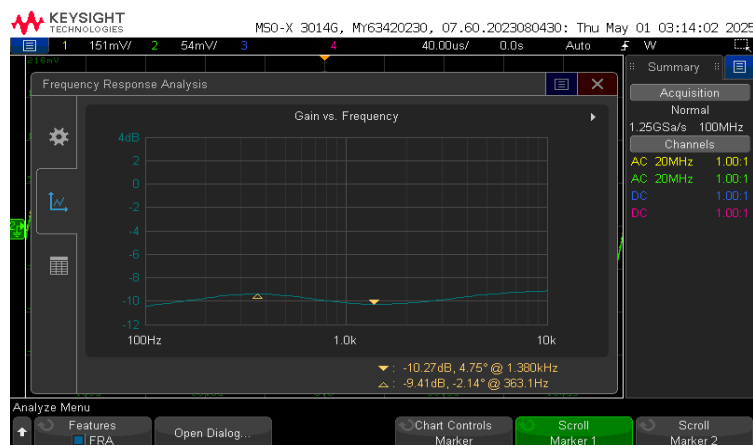 KEYSIGHT
TECHNOLOGIES
MSO-X 3014G, MY63420230, 07.60.2023080430: Thu May 01 03:14:02 2025
1 151mV/ 2 54mV/ 3 4 40.00us/ 0.0s Auto W
216mV
Summary
Frequency Response Analysis
Acquisition
Normal
1.25GSa/s 100MHz
Channels
AC 20MHz 1.00:1
AC 20MHz 1.00:1
DC 1.00:1
DC 1.00:1
Gain vs. Frequency
4dB
2
0
-2
-4
-6
-8
-10
-12
100Hz 1.0k 10k
: -10.27dB, 4.75° @ 1.380kHz
: -9.41dB, -2.14° @ 363.1Hz
Analyze Menu
Features
FRA
Open Dialog...
Chart Controls
Marker
Scroll
Marker 1
Scroll
Marker 2